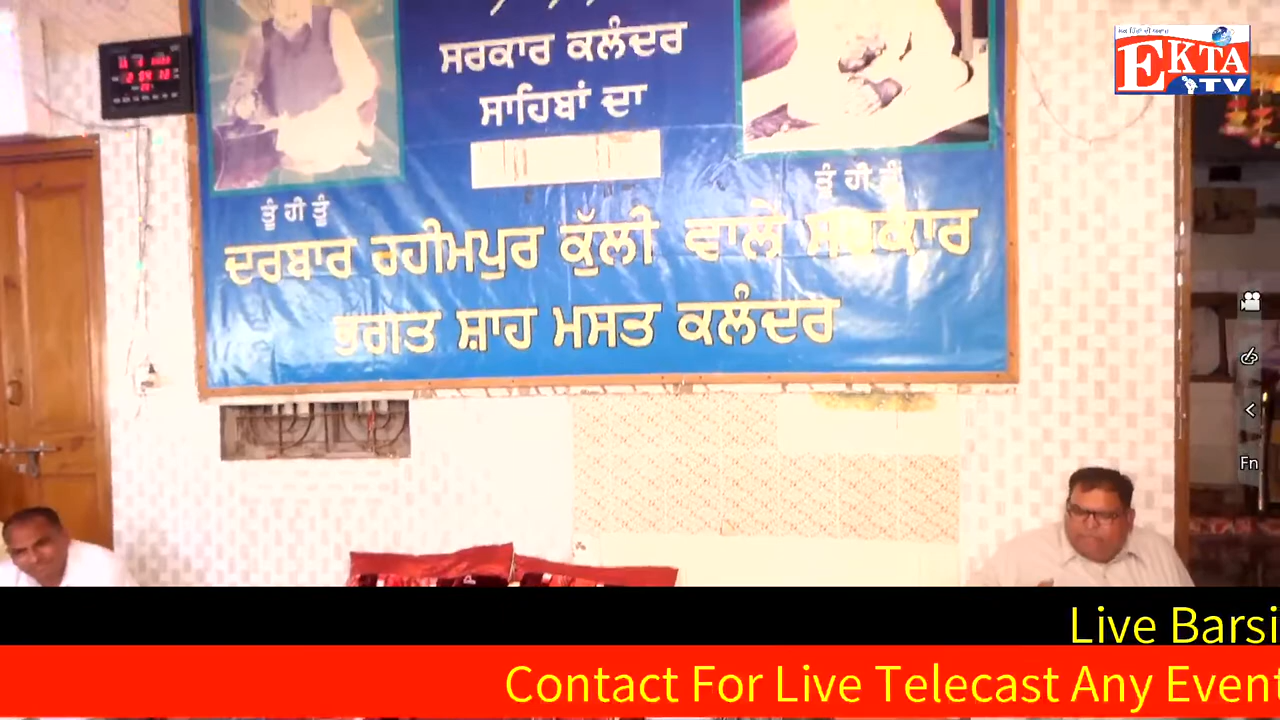 ਸਰਕਾਰ ਕਲੰਦਰ
ਸਾਹਿਬਾਂ ਦਾ
ਤੂੰ ਹੀ ਤੂੰ
ਤੂੰ ਹੀ ਤੂੰ
ਦਰਬਾਰ ਰਹੀਮਪੁਰ ਕੁੱਲੀ ਵਾਲੇ ਸਰਕਾਰ
ਭਗਤ ਸ਼ਾਹ ਮਸਤ ਕਲੰਦਰ
EKTA
TV
Fn
Live Barsi
Contact For Live Telecast Any Event